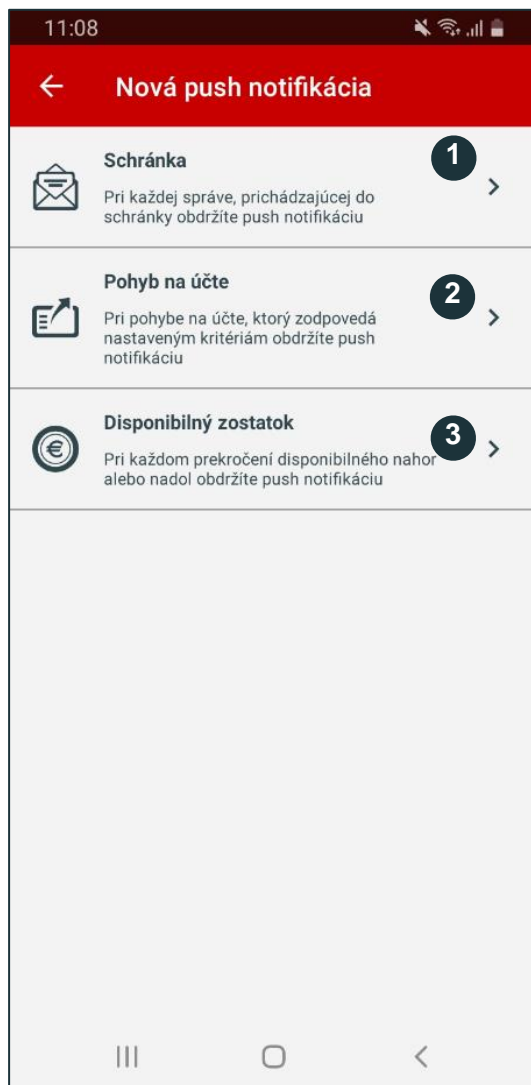 11:08
Nová push notifikácia
Schránka
1
Pri každej správe, prichádzajúcej do
schránky obdržíte push notifikáciu
Pohyb na účte
2
Pri pohybe na účte, ktorý zodpovedá
nastaveným kritériám obdržíte push
notifikáciu
Disponibilný zostatok
3
Pri každom prekročení disponibilného nahor
alebo nadol obdržíte push notifikáciu